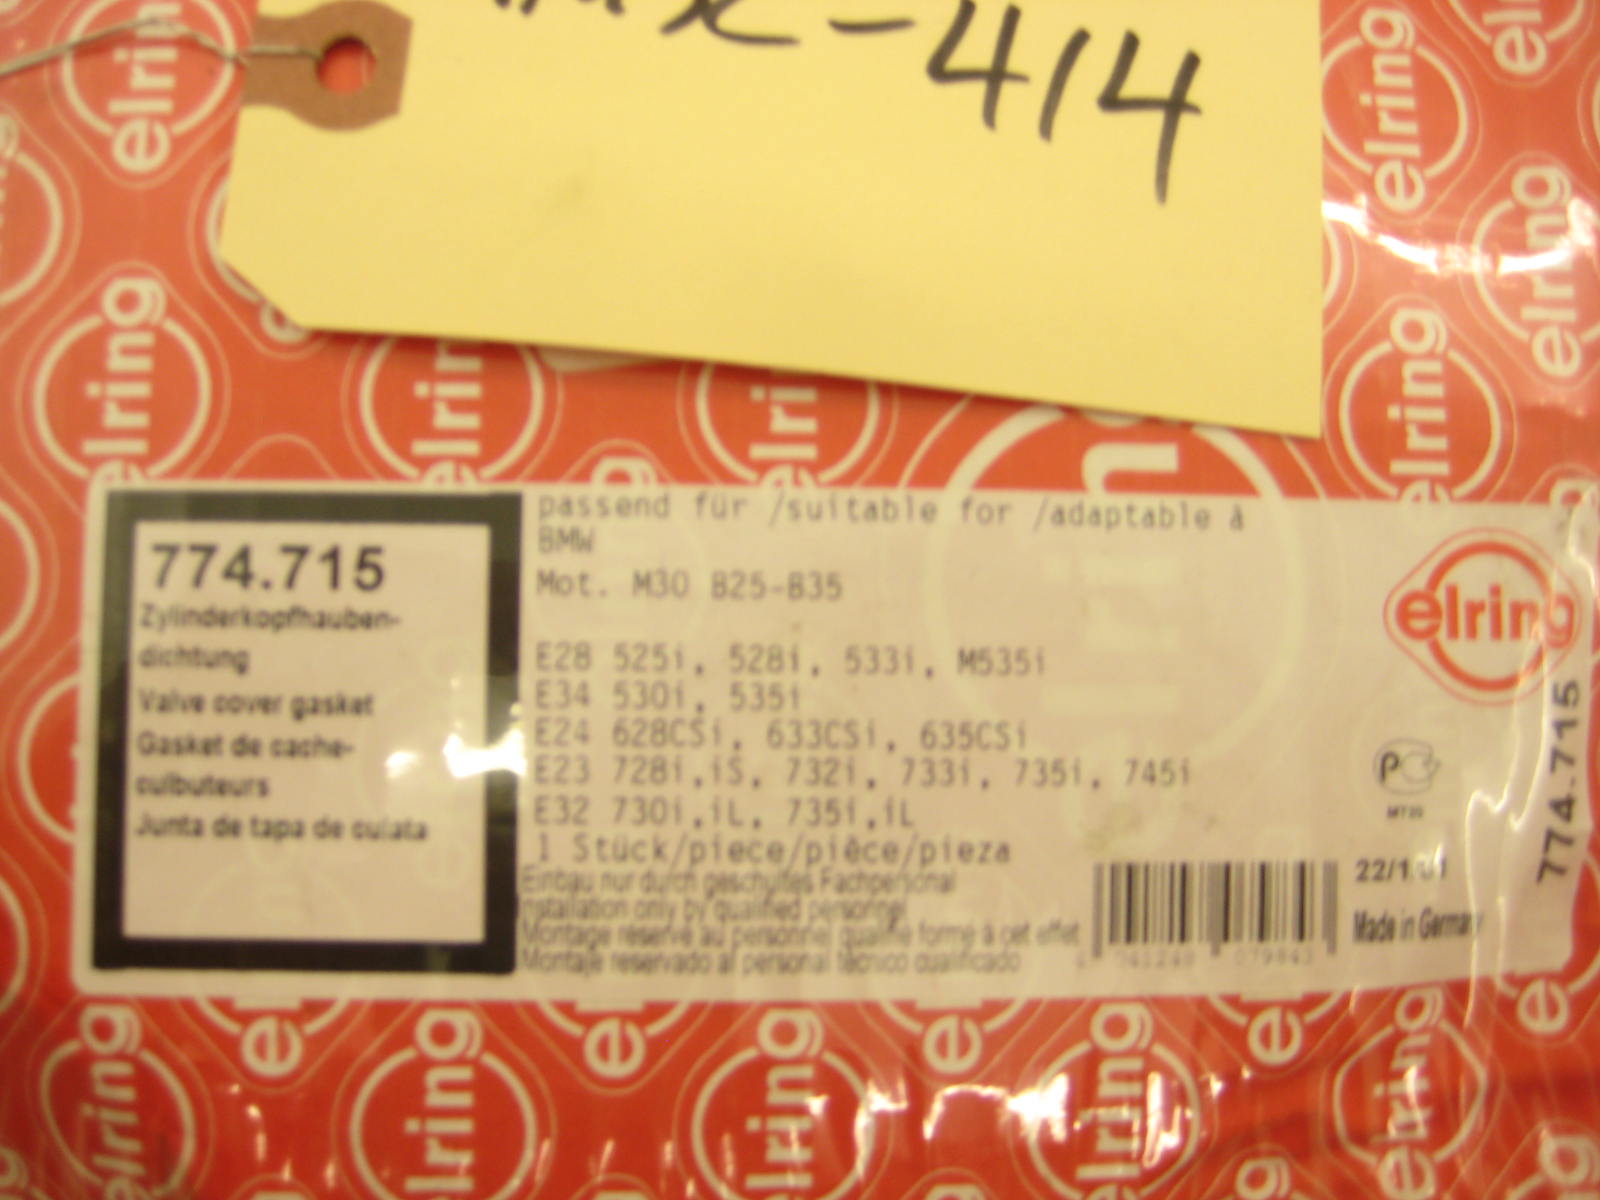 -414
elring
774.715
Zylinderkopfhauben-
dichtung
Valve cover gasket
Gasket de cache-
culbuteurs
Junta de tapa de culata
passend für /suitable for /adaptable à
BMW
Mot. M30 B25-B35
E28 525i, 528i, 533i, M535i
E34 530i, 535i
E24 628CSi, 633CSi, 635CSi
E23 728i,iS, 732i, 733i, 735i, 745i
E32 730i,iL, 735i,iL
1 Stück/piece/pièce/pieza
Einbau nur durch geschultes Fachpersonal
nstallation only by qualified personnel
Montage réservé au personnel qualifié formé à cet effet
Montaje reservado al personal técnico cualificado
elring
774.715
Made in Germany